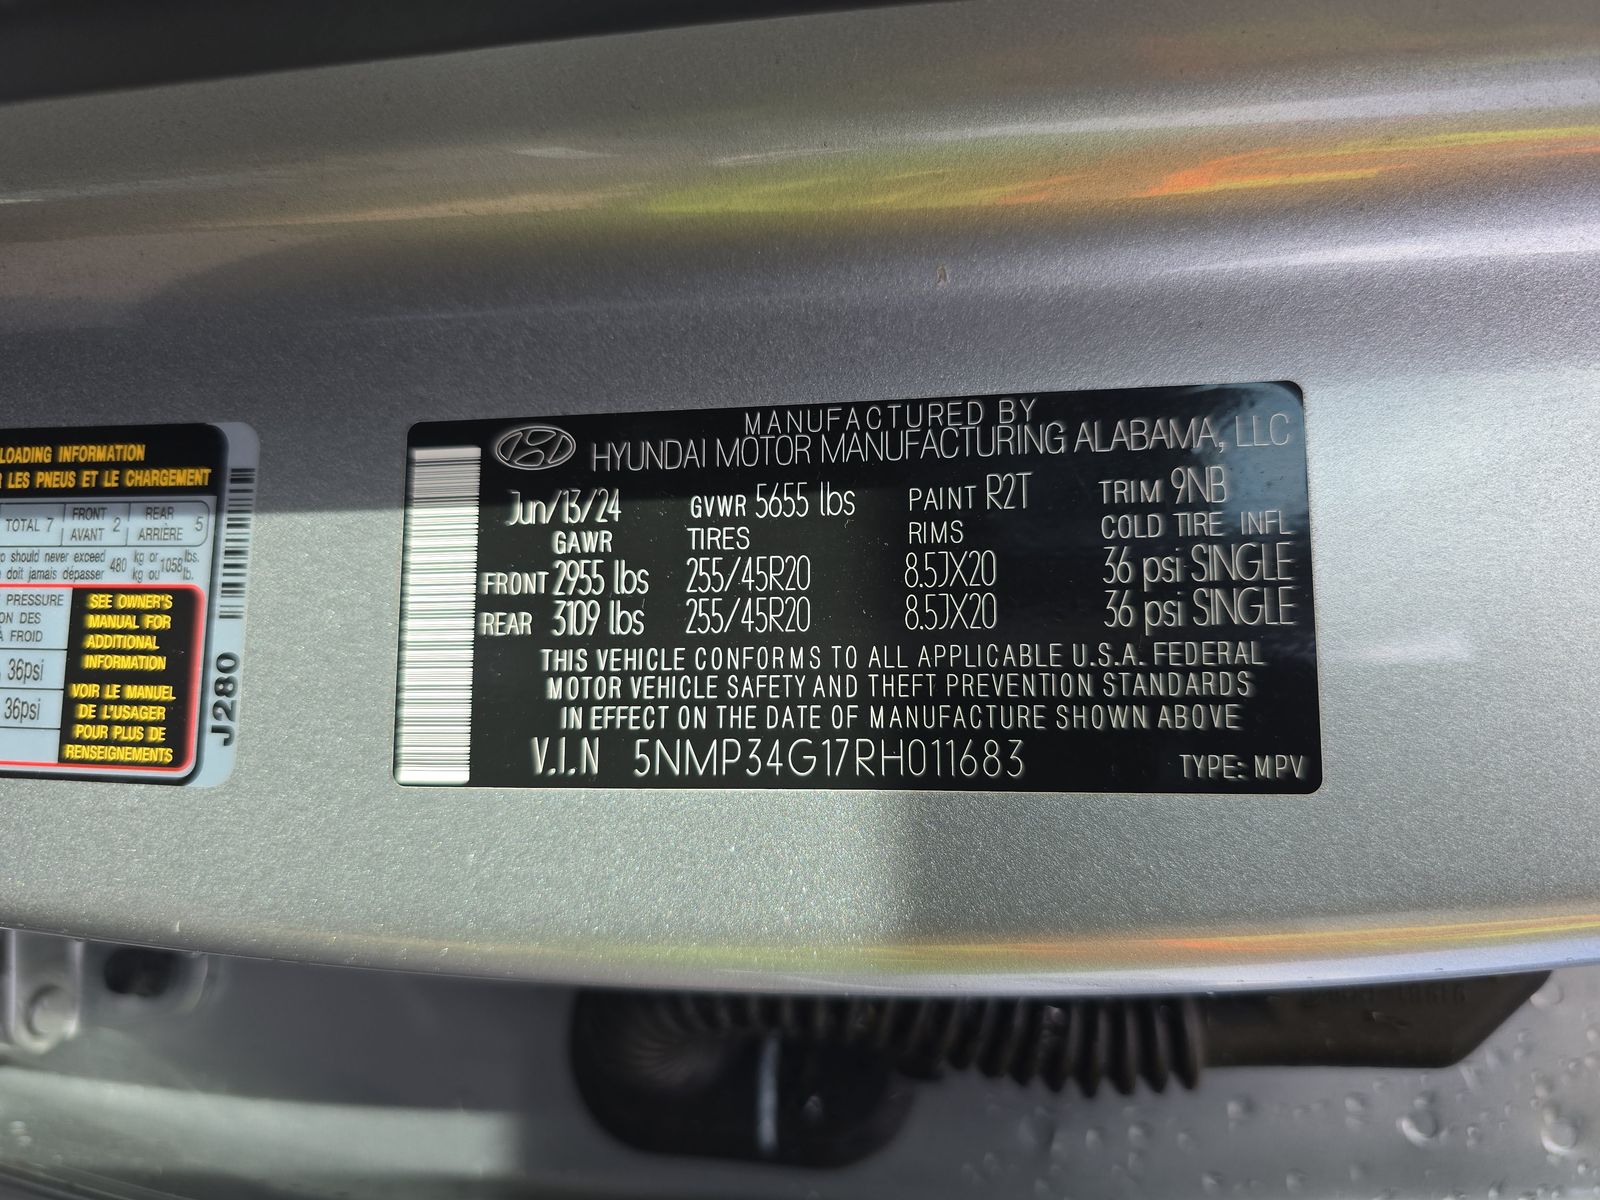 LOADING INFORMATION
LES PNEUS ET LE CHARGEMENT
TOTAL 7 FRONT AVANT 2 REAR ARRIÈRE 5
should never exceed 480 kg or 1058 lbs.
doit jamais dépasser kg ou lb.
PRESSURE
DES
À FROID
36psi
36psi
SEE OWNER'S
MANUAL FOR
ADDITIONAL
INFORMATION
VOIR LE MANUEL
DE L'USAGER
POUR PLUS DE
RENSEIGNEMENTS
J280
MANUFACTURED BY
HYUNDAI MOTOR MANUFACTURING ALABAMA, LLC
Jun/13/24 GVWR 5655 lbs PAINT R2T TRIM 9NB
GAWR TIRES RIMS COLD TIRE INFL
FRONT 2955 lbs 255/45R20 8.5JX20 36 psi SINGLE
REAR 3109 lbs 255/45R20 8.5JX20 36 psi SINGLE
THIS VEHICLE CONFORMS TO ALL APPLICABLE U.S.A. FEDERAL
MOTOR VEHICLE SAFETY AND THEFT PREVENTION STANDARDS
IN EFFECT ON THE DATE OF MANUFACTURE SHOWN ABOVE
V.I.N 5NMP34G17RH011683 TYPE: MPV